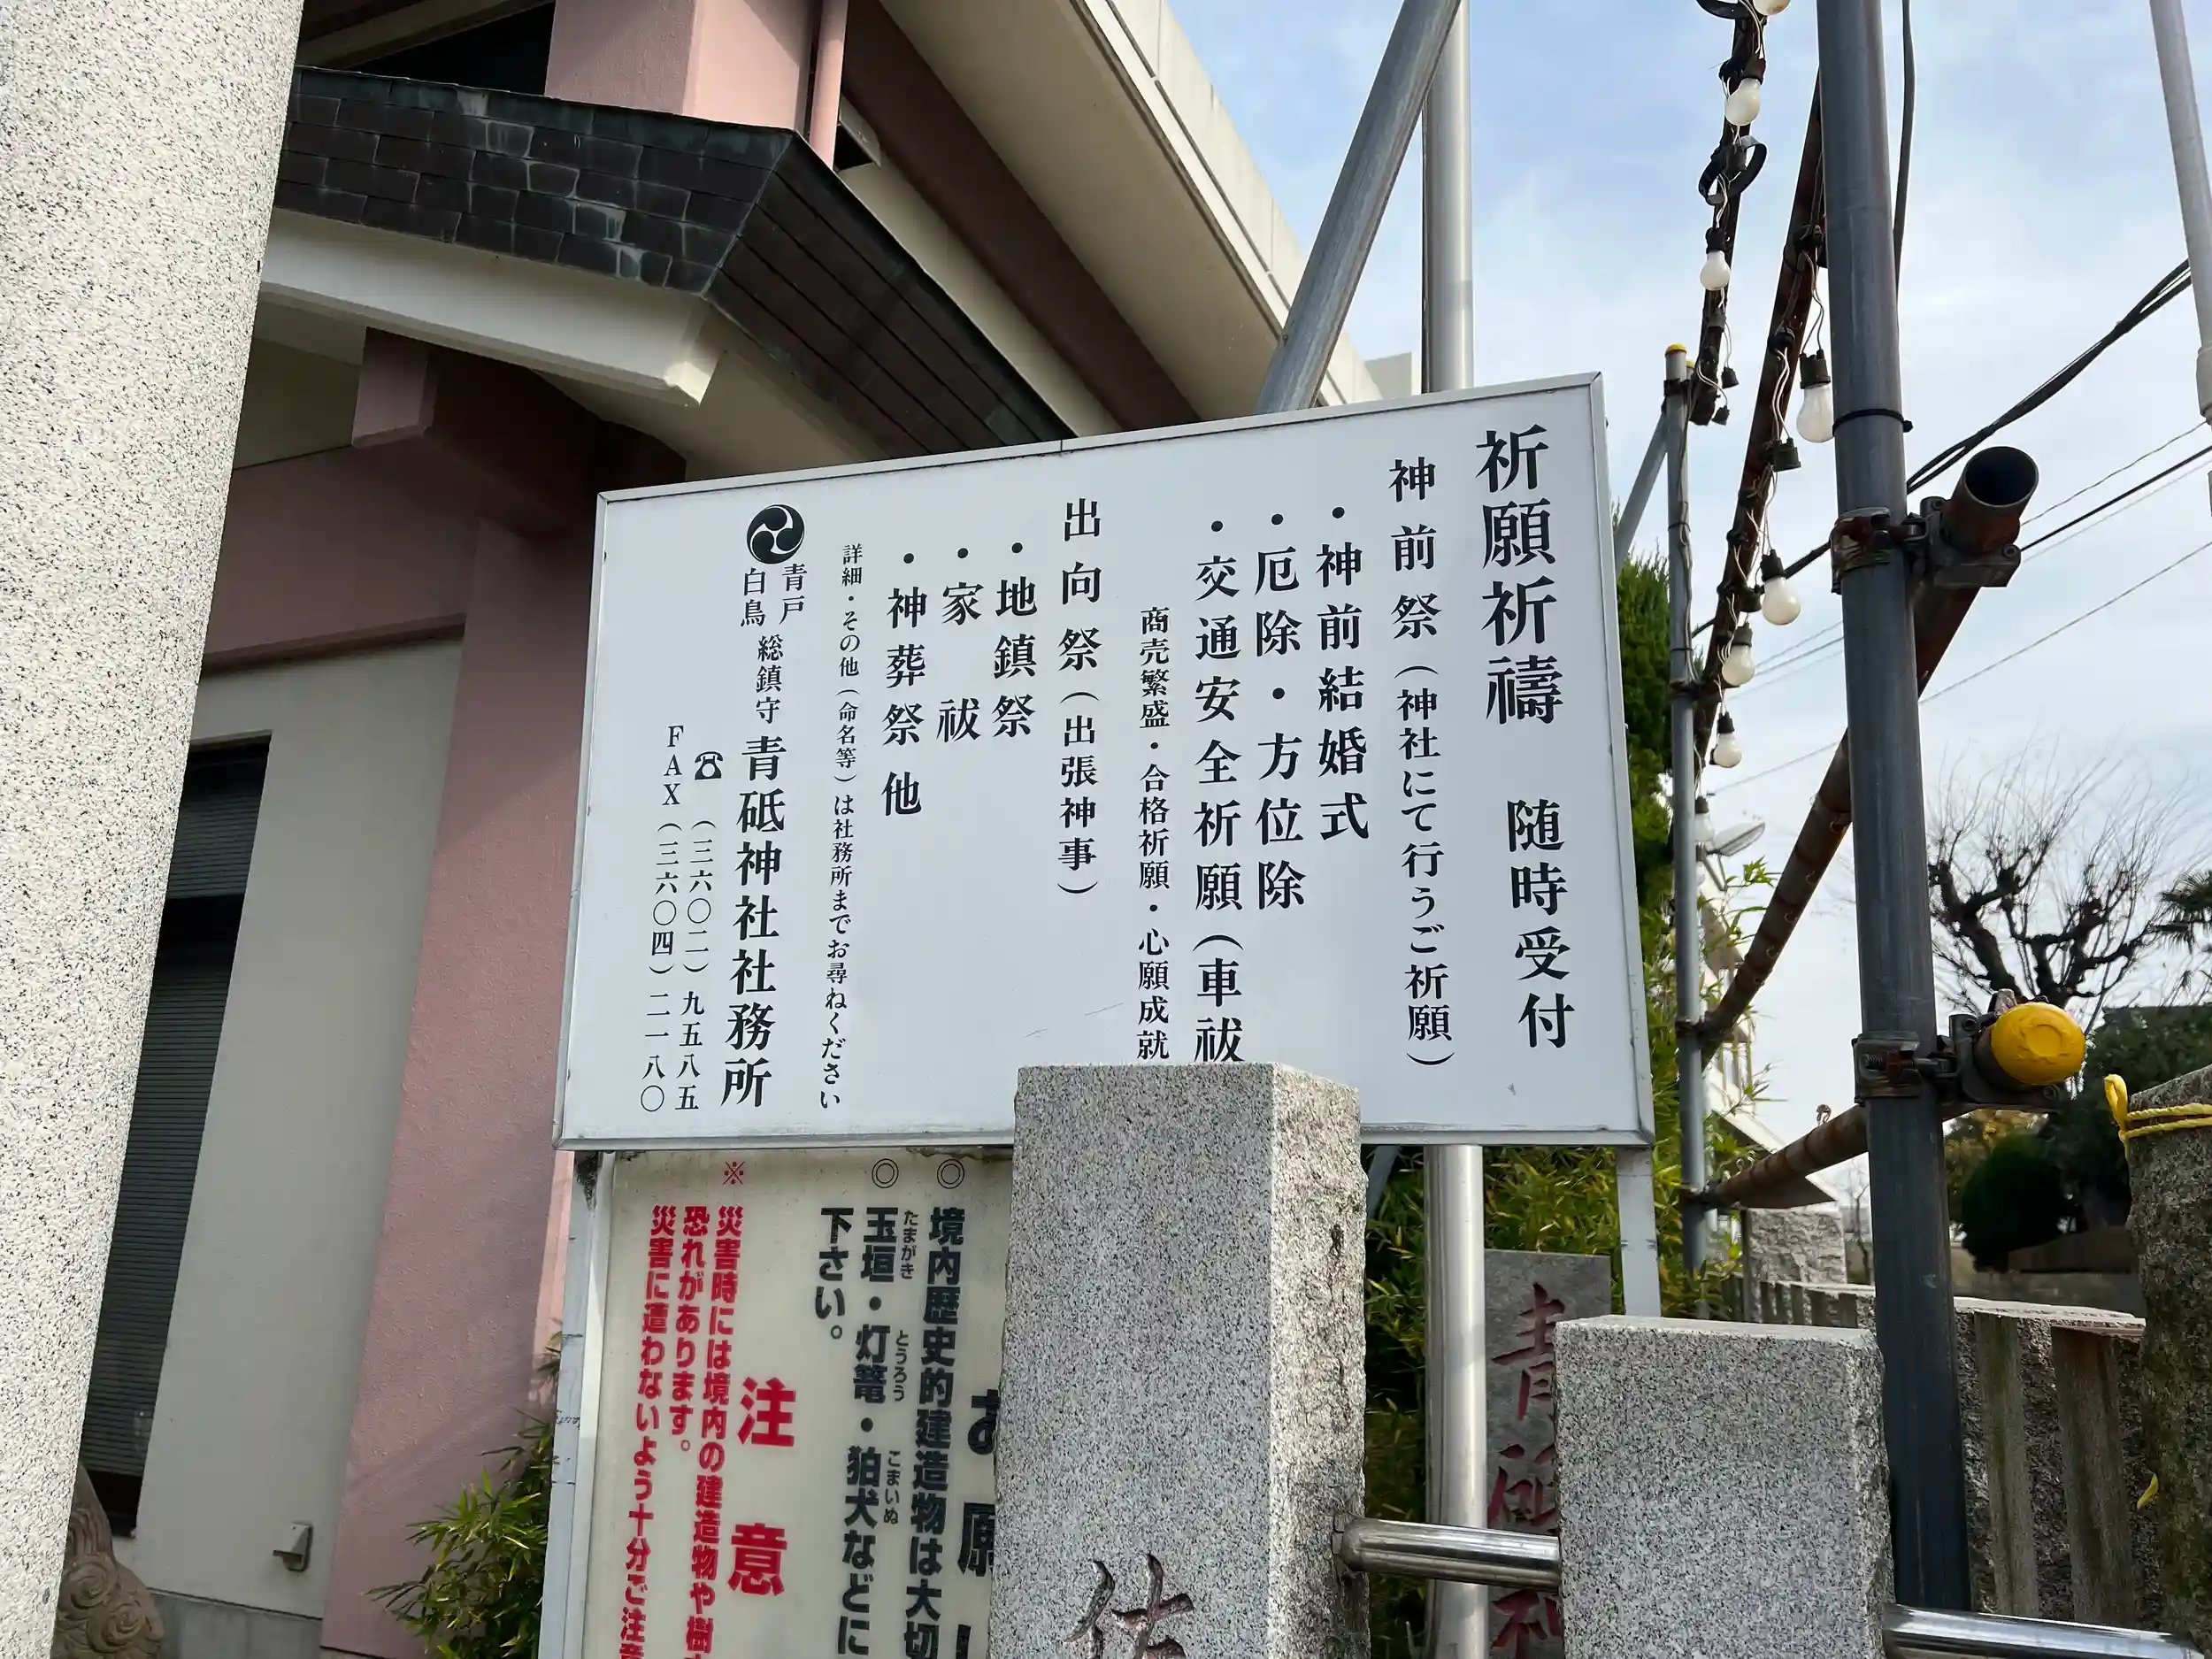 祈願祈禱　随時受付
神前祭（神社にて行うご祈願）
・神前結婚式
・厄除・方位除
・交通安全祈願（車祓
商売繁盛・合格祈願・心願成就
出向祭（出張神事）
・地鎮祭
・家祓
・神葬祭他
詳細・その他（命名等）は社務所までお尋ねください
青戸
白鳥
総鎮守 青砥神社社務所
☎（三六〇二）九五八五
FAX（三六〇四）二一八〇
お願い
◎境内歴史的建造物は大切
◎玉垣・灯篭・狛犬などに
たまがき とうろう こまいぬ
下さい。
注意
※災害時には境内の建造物や樹
恐れがあります。
災害に遭わないよう十分ご注意
青砥神